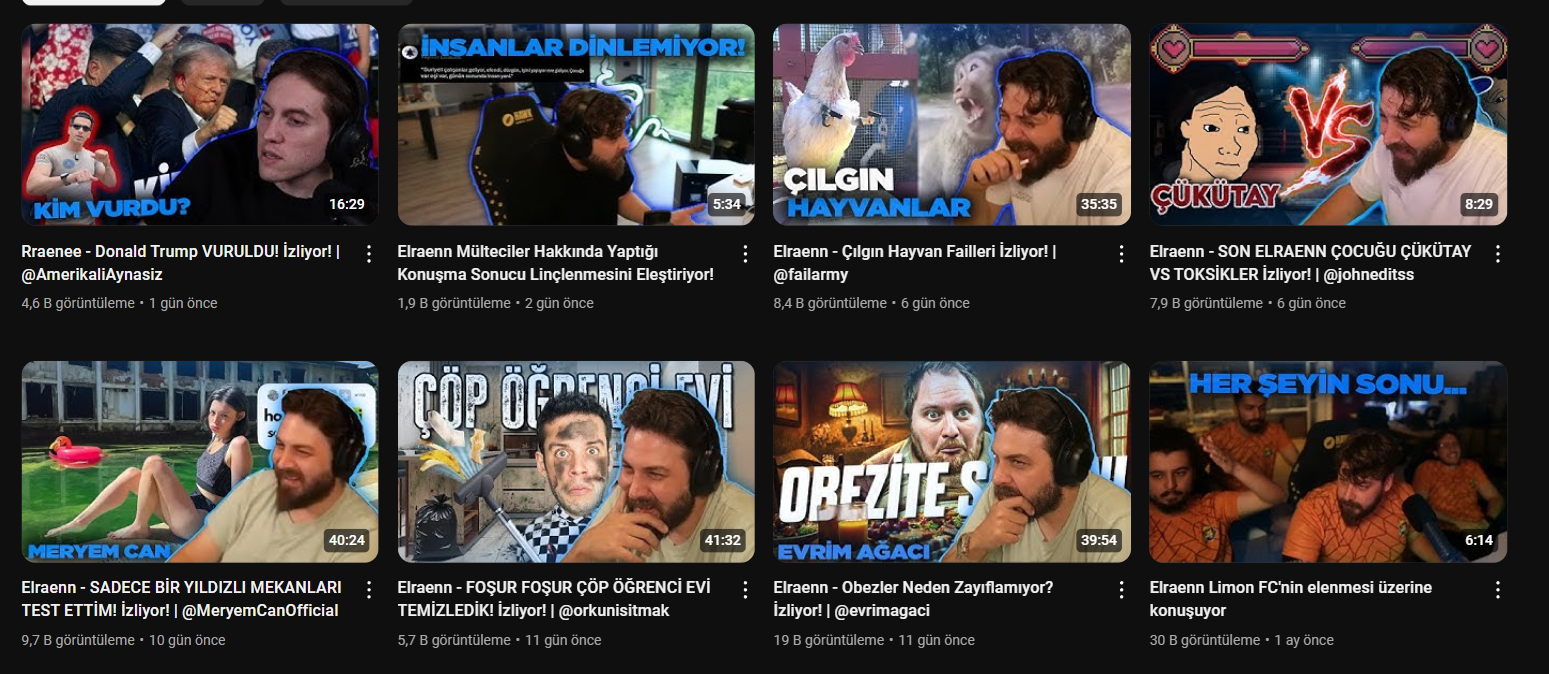 KİM VURDU?
16:29
İNSANLAR DİNLEMİYOR!
5:34
ÇILGIN
HAYVANLAR
35:35
VS
ÇÜKÜTAY
8:29
Rraenee - Donald Trump VURULDU! İzliyor! |
@AmerikaliAynasiz
4,6 B görüntüleme • 1 gün önce
Elraenn Mülteciler Hakkında Yaptığı
Konuşma Sonucu Linçlenmesini Eleştiriyor!
1,9 B görüntüleme • 2 gün önce
Elraenn - Çılgın Hayvan Failleri İzliyor! |
@failarmy
8,4 B görüntüleme • 6 gün önce
Elraenn - SON ELRAENN ÇOCUĞU ÇÜKÜTAY
VS TOKSİKLER İzliyor! | @johneditss
7,9 B görüntüleme • 6 gün önce
MERYEM CAN
40:24
ÇÖP ÖĞRENCİ EVİ
41:32
OBEZİTE S
EVRİM AĞACI
39:54
HER ŞEYİN SONU...
6:14
Elraenn - SADECE BİR YILDIZLI MEKANLARI
TEST ETTİM! İzliyor! | @MeryemCanOfficial
9,7 B görüntüleme • 10 gün önce
Elraenn - FOŞUR FOŞUR ÇÖP ÖĞRENCİ EVİ
TEMİZLEDİK! İzliyor! | @orkunisitmak
5,7 B görüntüleme • 11 gün önce
Elraenn - Obezler Neden Zayıflamıyor?
İzliyor! | @evrimagaci
19 B görüntüleme • 11 gün önce
Elraenn Limon FC'nin elenmesi üzerine
konuşuyor
30 B görüntüleme • 1 ay önce